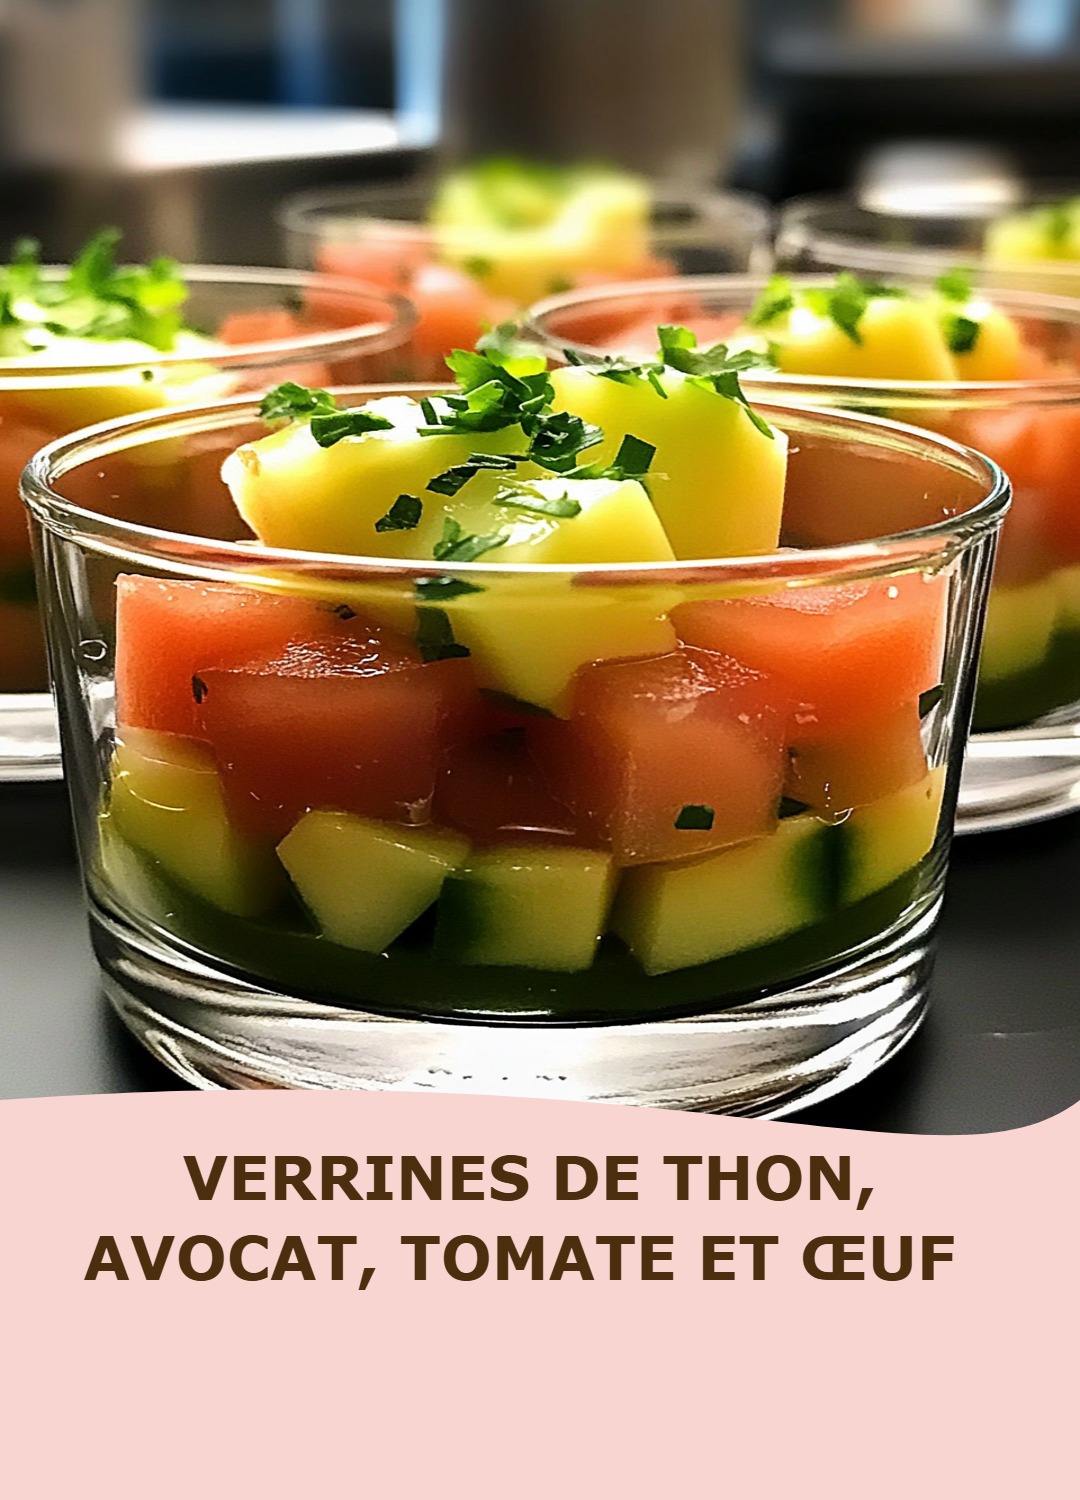 VERRINES DE THON,
AVOCAT, TOMATE ET ŒUF